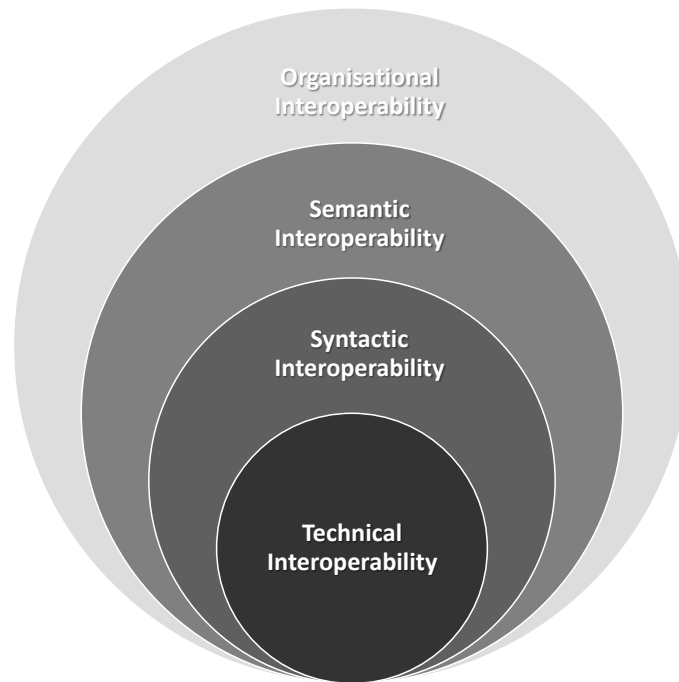 Organisational
Interoperability
Semantic
Interoperability
Syntactic
Interoperability
Technical
Interoperability